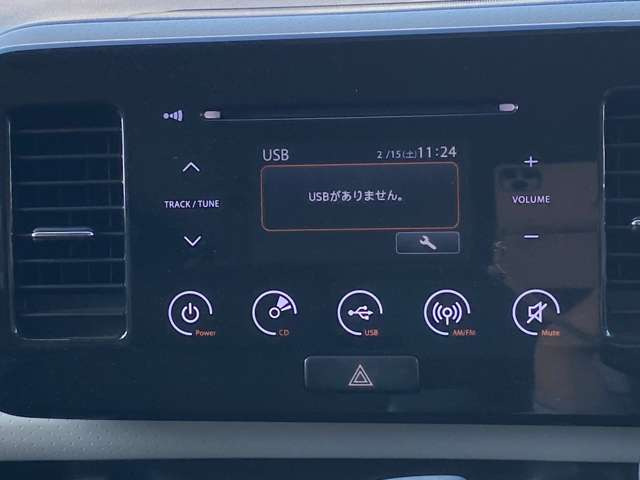 USB 2/15(土)11:24
USBがありません。
TRACK / TUNE
VOLUME
Power CD USB AM/FM Mute